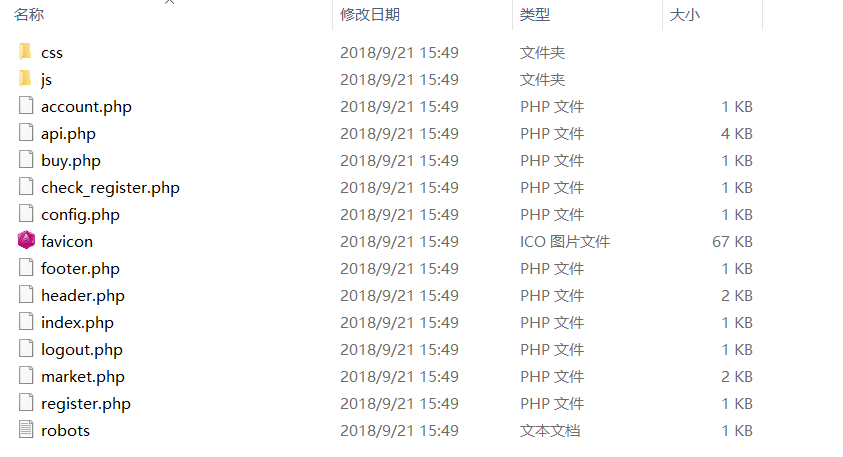 名称 修改日期 类型 大小
css 2018/9/21 15:49 文件夹
js 2018/9/21 15:49 文件夹
account.php 2018/9/21 15:49 PHP 文件 1 KB
api.php 2018/9/21 15:49 PHP 文件 4 KB
buy.php 2018/9/21 15:49 PHP 文件 1 KB
check_register.php 2018/9/21 15:49 PHP 文件 1 KB
config.php 2018/9/21 15:49 PHP 文件 1 KB
favicon 2018/9/21 15:49 ICO 图片文件 67 KB
footer.php 2018/9/21 15:49 PHP 文件 1 KB
header.php 2018/9/21 15:49 PHP 文件 2 KB
index.php 2018/9/21 15:49 PHP 文件 1 KB
logout.php 2018/9/21 15:49 PHP 文件 1 KB
market.php 2018/9/21 15:49 PHP 文件 2 KB
register.php 2018/9/21 15:49 PHP 文件 1 KB
robots 2018/9/21 15:49 文本文档 1 KB